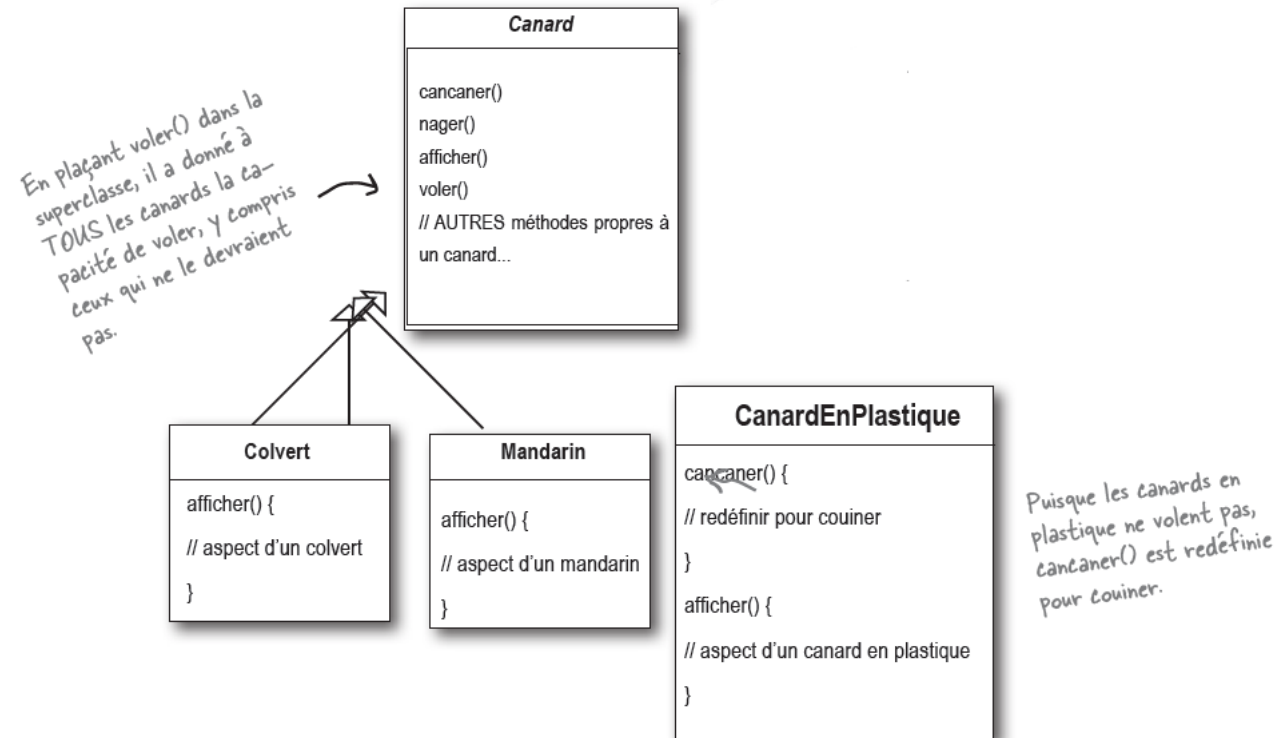 Canard
cancaner()
nager()
afficher()
voler()
// AUTRES méthodes propres à
un canard...
En plaçant voler() dans la
superclasse, il a donné à
TOUS les canards la ca-
pacité de voler, y compris
ceux qui ne le devraient
pas.
Colvert
afficher() {
// aspect d'un colvert
}
Mandarin
afficher() {
// aspect d'un mandarin
}
CanardEnPlastique
cancaner() {
// redéfinir pour couiner
}
afficher() {
// aspect d'un canard en plastique
}
Puisque les canards en
plastique ne volent pas,
cancaner() est redéfinie
pour couiner.